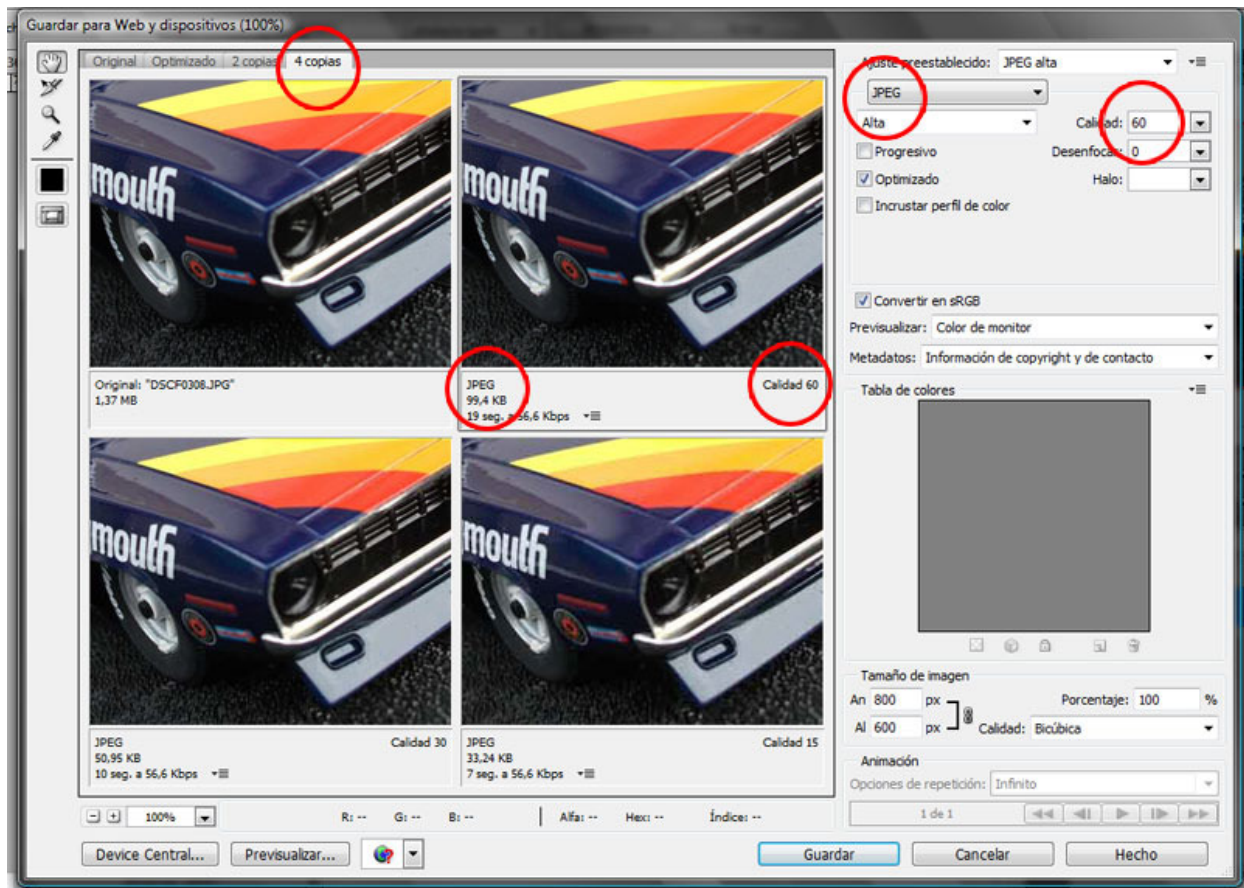 Guardar para Web y dispositivos (100%)
Original Optimizado 2 copias 4 copias
mouth
mouth
Original: "DSCF0308.JPG"
1,37 MB
JPEG Calidad 60
99,4 KB
19 seg. a 56,6 Kbps
mouth
mouth
JPEG Calidad 30
50,95 KB
10 seg. a 56,6 Kbps
JPEG Calidad 15
33,24 KB
7 seg. a 56,6 Kbps
100% R: -- G: -- B: -- Alfa: -- Hex: -- Índice: --
Device Central... Previsualizar...
Ajuste preestablecido: JPEG alta
JPEG
Alta Calidad: 60
Progresivo Desenfocar: 0
Optimizado Halo:
Incrustar perfil de color
Convertir en sRGB
Previsualizar: Color de monitor
Metadatos: Información de copyright y de contacto
Tabla de colores
Tamaño de imagen
An 800 px Porcentaje: 100 %
Al 600 px Calidad: Bicúbica
Animación
Opciones de repetición: Infinito
1 de 1
Guardar Cancelar Hecho